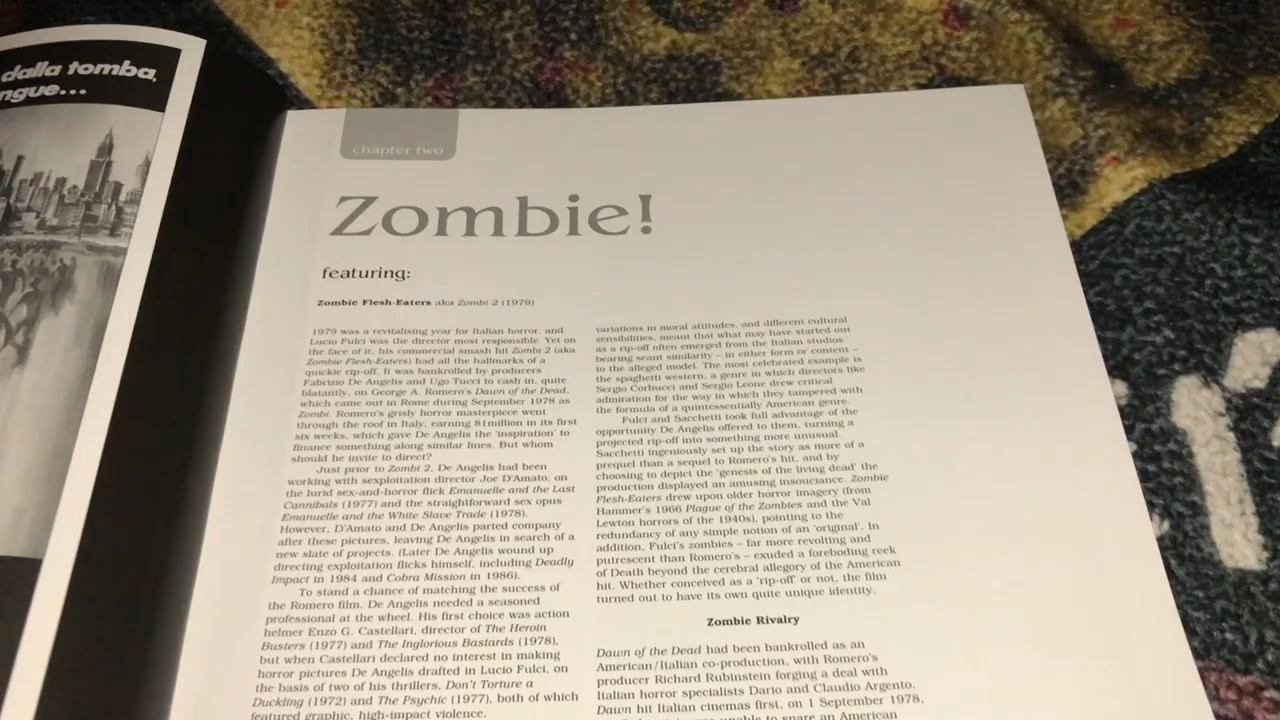 dalla tomba,
ngue...
chapter two
Zombie!
featuring:
Zombie Flesh-Eaters aka Zombi 2 (1979)
1979 was a revitalising year for Italian horror, and
Lucio Fulci was the director most responsible. Yet on
the face of it, his commercial smash hit Zombi 2 (aka
Zombie Flesh-Eaters) had all the hallmarks of a
quickie rip-off. It was bankrolled by producers
Fabrizio De Angelis and Ugo Tucci to cash in, quite
blatantly, on George A. Romero's Dawn of the Dead,
which came out in Rome during September 1978 as
Zombi. Romero's grisly horror masterpiece went
through the roof in Italy, earning $1million in its first
six weeks, which gave De Angelis the 'inspiration' to
finance something along similar lines. But whom
should he invite to direct?
Just prior to Zombi 2, De Angelis had been
working with sexploitation director Joe D'Amato, on
the lurid sex-and-horror flick Emanuelle and the Last
Cannibals (1977) and the straightforward sex opus
Emanuelle and the White Slave Trade (1978).
However, D'Amato and De Angelis parted company
after these pictures, leaving De Angelis in search of a
new slate of projects. (Later De Angelis wound up
directing exploitation flicks himself, including Deadly
Impact in 1984 and Cobra Mission in 1986).
To stand a chance of matching the success of
the Romero film, De Angelis needed a seasoned
professional at the wheel. His first choice was action
helmer Enzo G. Castellari, director of The Heroin
Busters (1977) and The Inglorious Bastards (1978),
but when Castellari declared no interest in making
horror pictures De Angelis drafted in Lucio Fulci, on
the basis of two of his thrillers, Don't Torture a
Duckling (1972) and The Psychic (1977), both of which
featured graphic, high-impact violence.
variations in moral attitudes, and different cultural
sensibilities, meant that what may have started out
as a rip-off often emerged from the Italian studios
bearing scant similarity – in either form or content –
to the alleged model. The most celebrated example is
the spaghetti western, a genre in which directors like
Sergio Corbucci and Sergio Leone drew critical
admiration for the way in which they tampered with
the formula of a quintessentially American genre.
Fulci and Sacchetti took full advantage of the
opportunity De Angelis offered to them, turning a
projected rip-off into something more unusual.
Sacchetti ingeniously set up the story as more of a
prequel than a sequel to Romero's hit, and by
choosing to depict the 'genesis of the living dead' the
production displayed an amusing insouciance. Zombie
Flesh-Eaters drew upon older horror imagery (from
Hammer's 1966 Plague of the Zombies and the Val
Lewton horrors of the 1940s), pointing to the
redundancy of any simple notion of an 'original'. In
addition, Fulci's zombies – far more revolting and
putrescent than Romero's – exuded a foreboding reek
of Death beyond the cerebral allegory of the American
hit. Whether conceived as a 'rip-off' or not, the film
turned out to have its own quite unique identity.
Zombie Rivalry
Dawn of the Dead had been bankrolled as an
American/Italian co-production, with Romero's
producer Richard Rubinstein forging a deal with
Italian horror specialists Dario and Claudio Argento.
Dawn hit Italian cinemas first, on 1 September 1978,
unable to snare an American